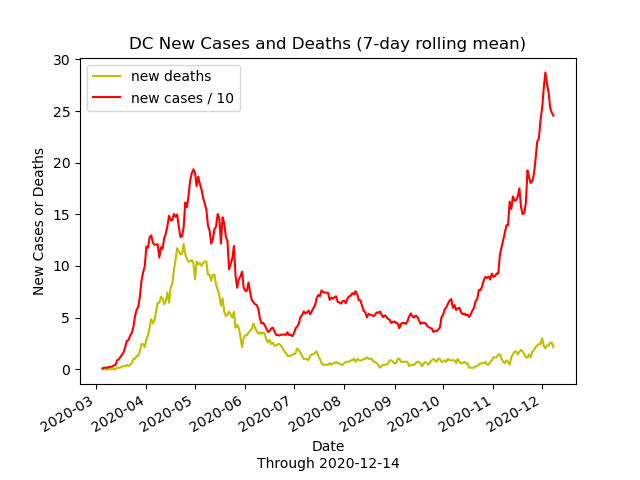 DC New Cases and Deaths (7-day rolling mean)
new deaths
new cases / 10
New Cases or Deaths
30
25
20
15
10
5
0
2020-03
2020-04
2020-05
2020-06
2020-07
2020-08
2020-09
2020-10
2020-11
2020-12
Date
Through 2020-12-14